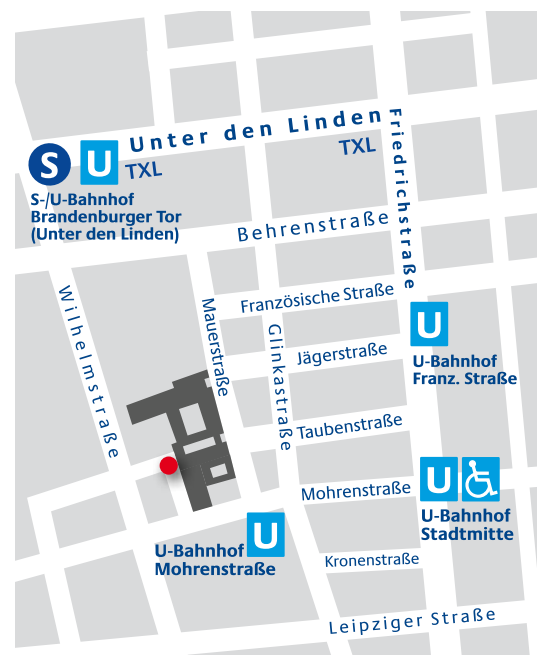 Unter den Linden
TXL
TXL
S
U
S-/U-Bahnhof
Brandenburger Tor
(Unter den Linden)
Friedrichstraße
Behrenstraße
Wilhelmstraße
Mauerstraße
Französische Straße
Glinkastraße
U
U-Bahnhof
Franz. Straße
Jägerstraße
Taubenstraße
Mohrenstraße
U
U-Bahnhof
Stadtmitte
U
U-Bahnhof
Mohrenstraße
Kronenstraße
Leipziger Straße